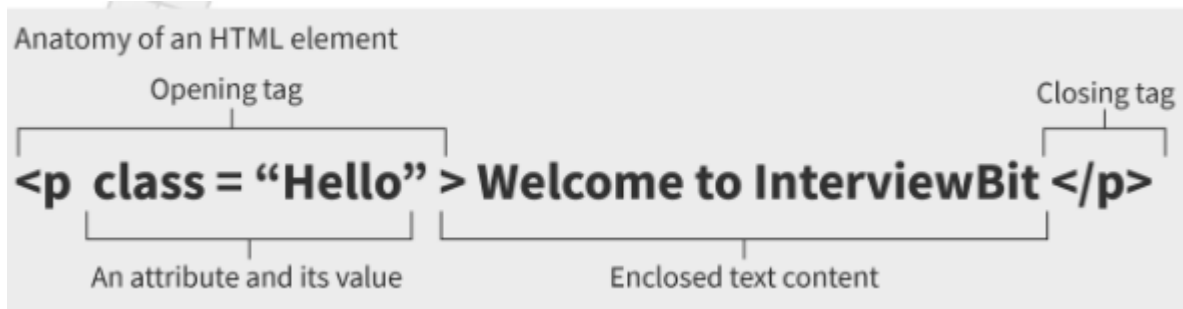 Anatomy of an HTML element
Opening tag
Closing tag
<p class = “Hello” > Welcome to InterviewBit </p>
An attribute and its value
Enclosed text content